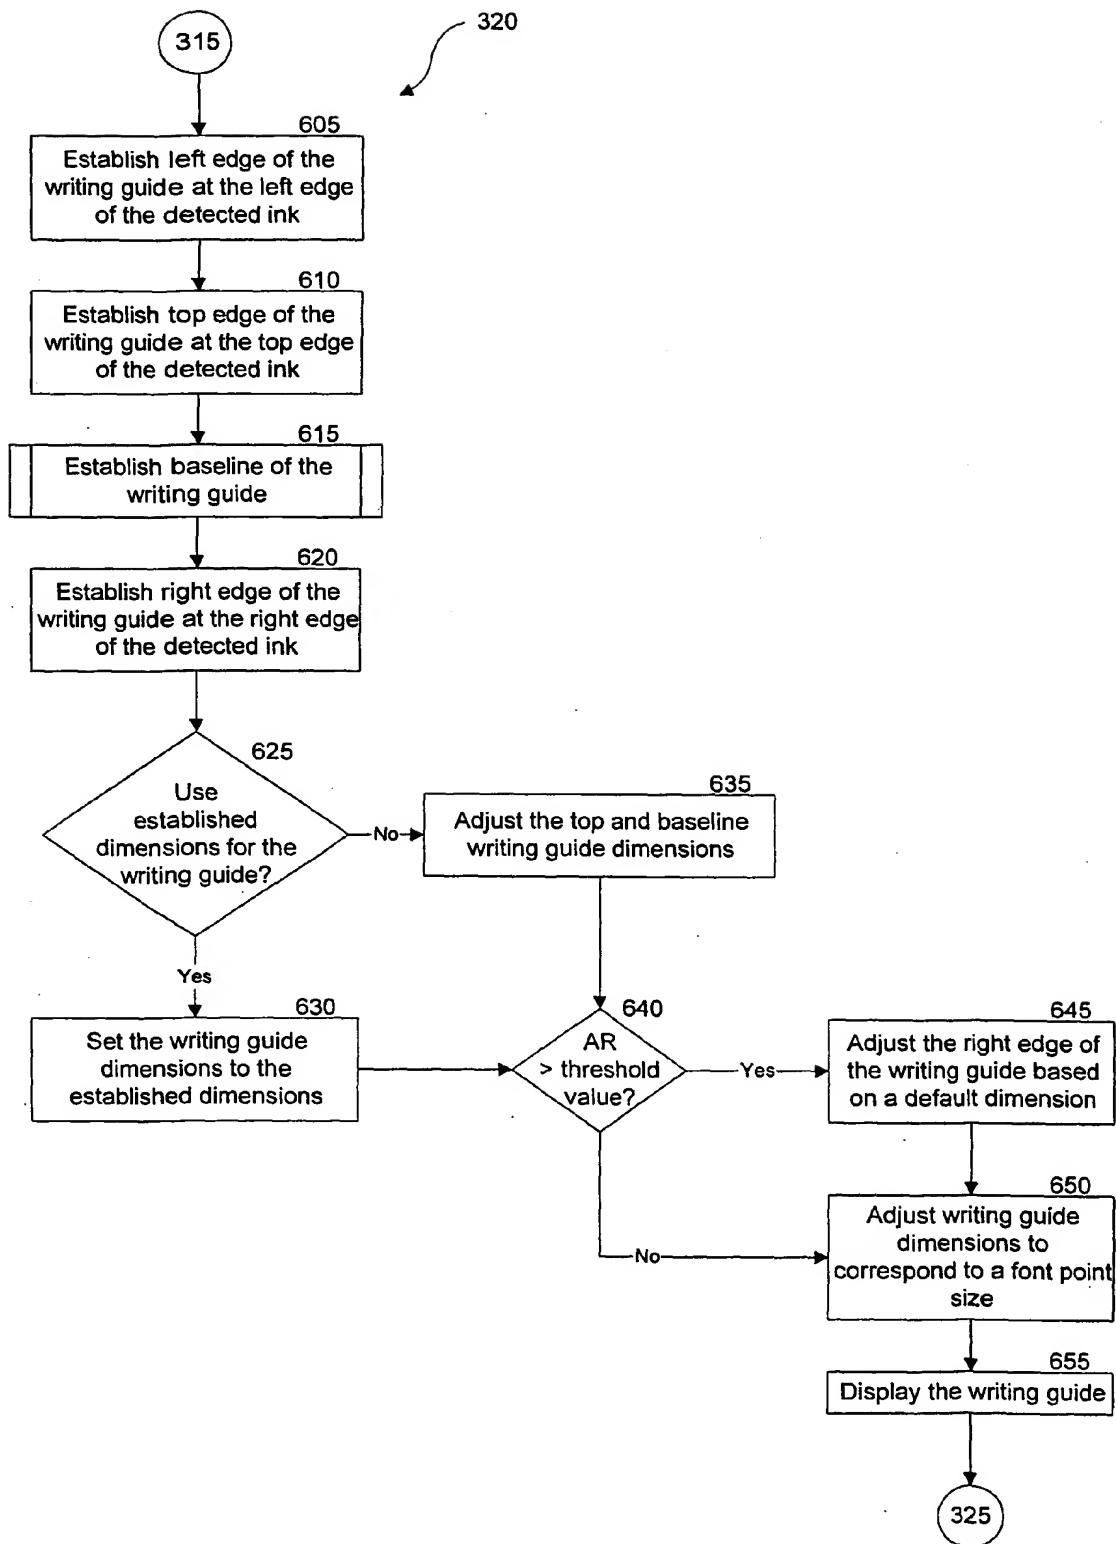 315
320
605
Establish left edge of the
writing guide at the left edge
of the detected ink
610
Establish top edge of the
writing guide at the top edge
of the detected ink
615
Establish baseline of the
writing guide
620
Establish right edge of the
writing guide at the right edge
of the detected ink
625
Use
established
dimensions for the
writing guide?
No
635
Adjust the top and baseline
writing guide dimensions
Yes
630
Set the writing guide
dimensions to the
established dimensions
640
AR
> threshold
value?
Yes
645
Adjust the right edge of
the writing guide based
on a default dimension
No
650
Adjust writing guide
dimensions to
correspond to a font point
size
655
Display the writing guide
325